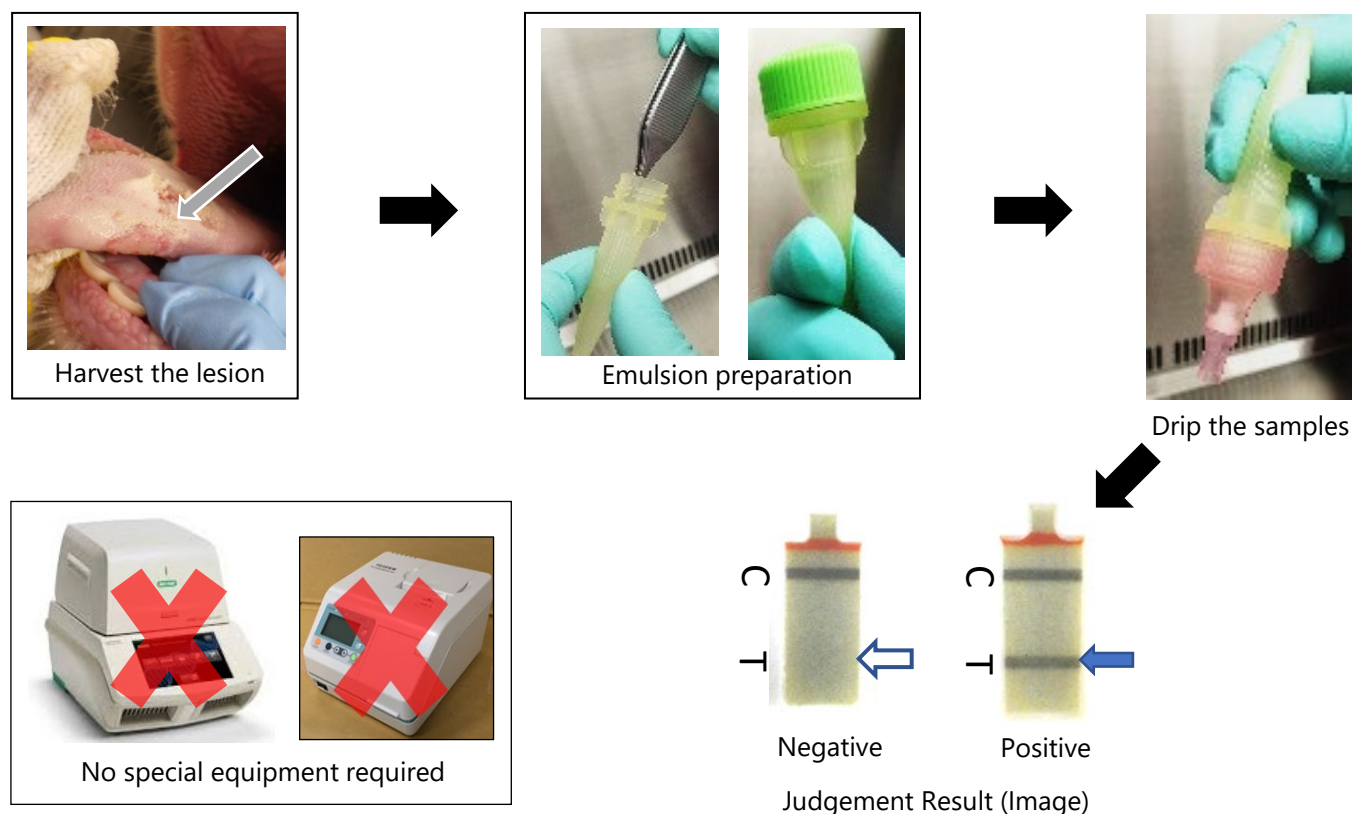 Harvest the lesion
Emulsion preparation
Drip the samples
No special equipment required
C
T
Negative
C
T
Positive
Judgement Result (Image)